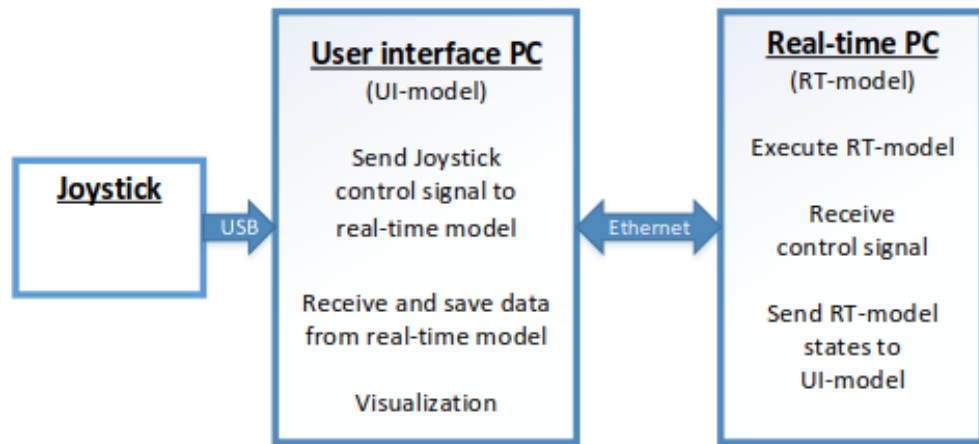 Joystick
USB
User interface PC
(UI-model)
Send Joystick
control signal to
real-time model
Receive and save data
from real-time model
Visualization
Ethernet
Real-time PC
(RT-model)
Execute RT-model
Receive
control signal
Send RT-model
states to
UI-model